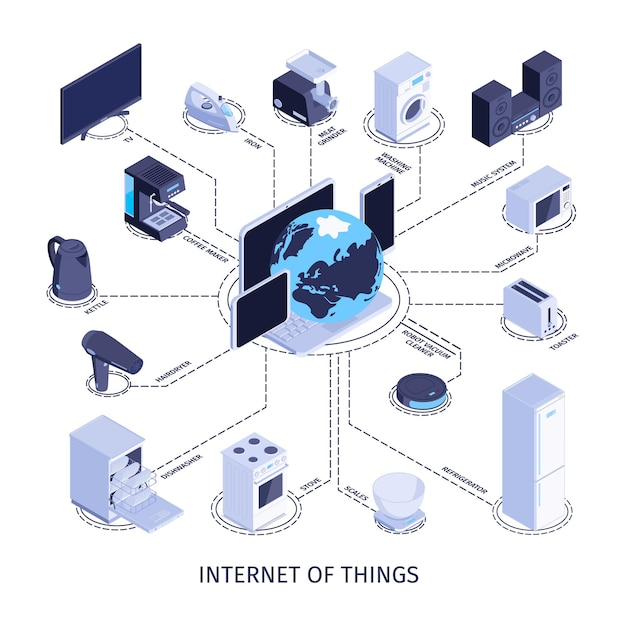 TV
IRON
MEAT
GRINDER
WASHING
MACHINE
MUSIC SYSTEM
COFFEE MAKER
MICROWAVE
KETTLE
TOASTER
HAIRDRYER
ROBOT VACUUM
CLEANER
DISHWASHER
STOVE
SCALES
REFRIGERATOR
INTERNET OF THINGS